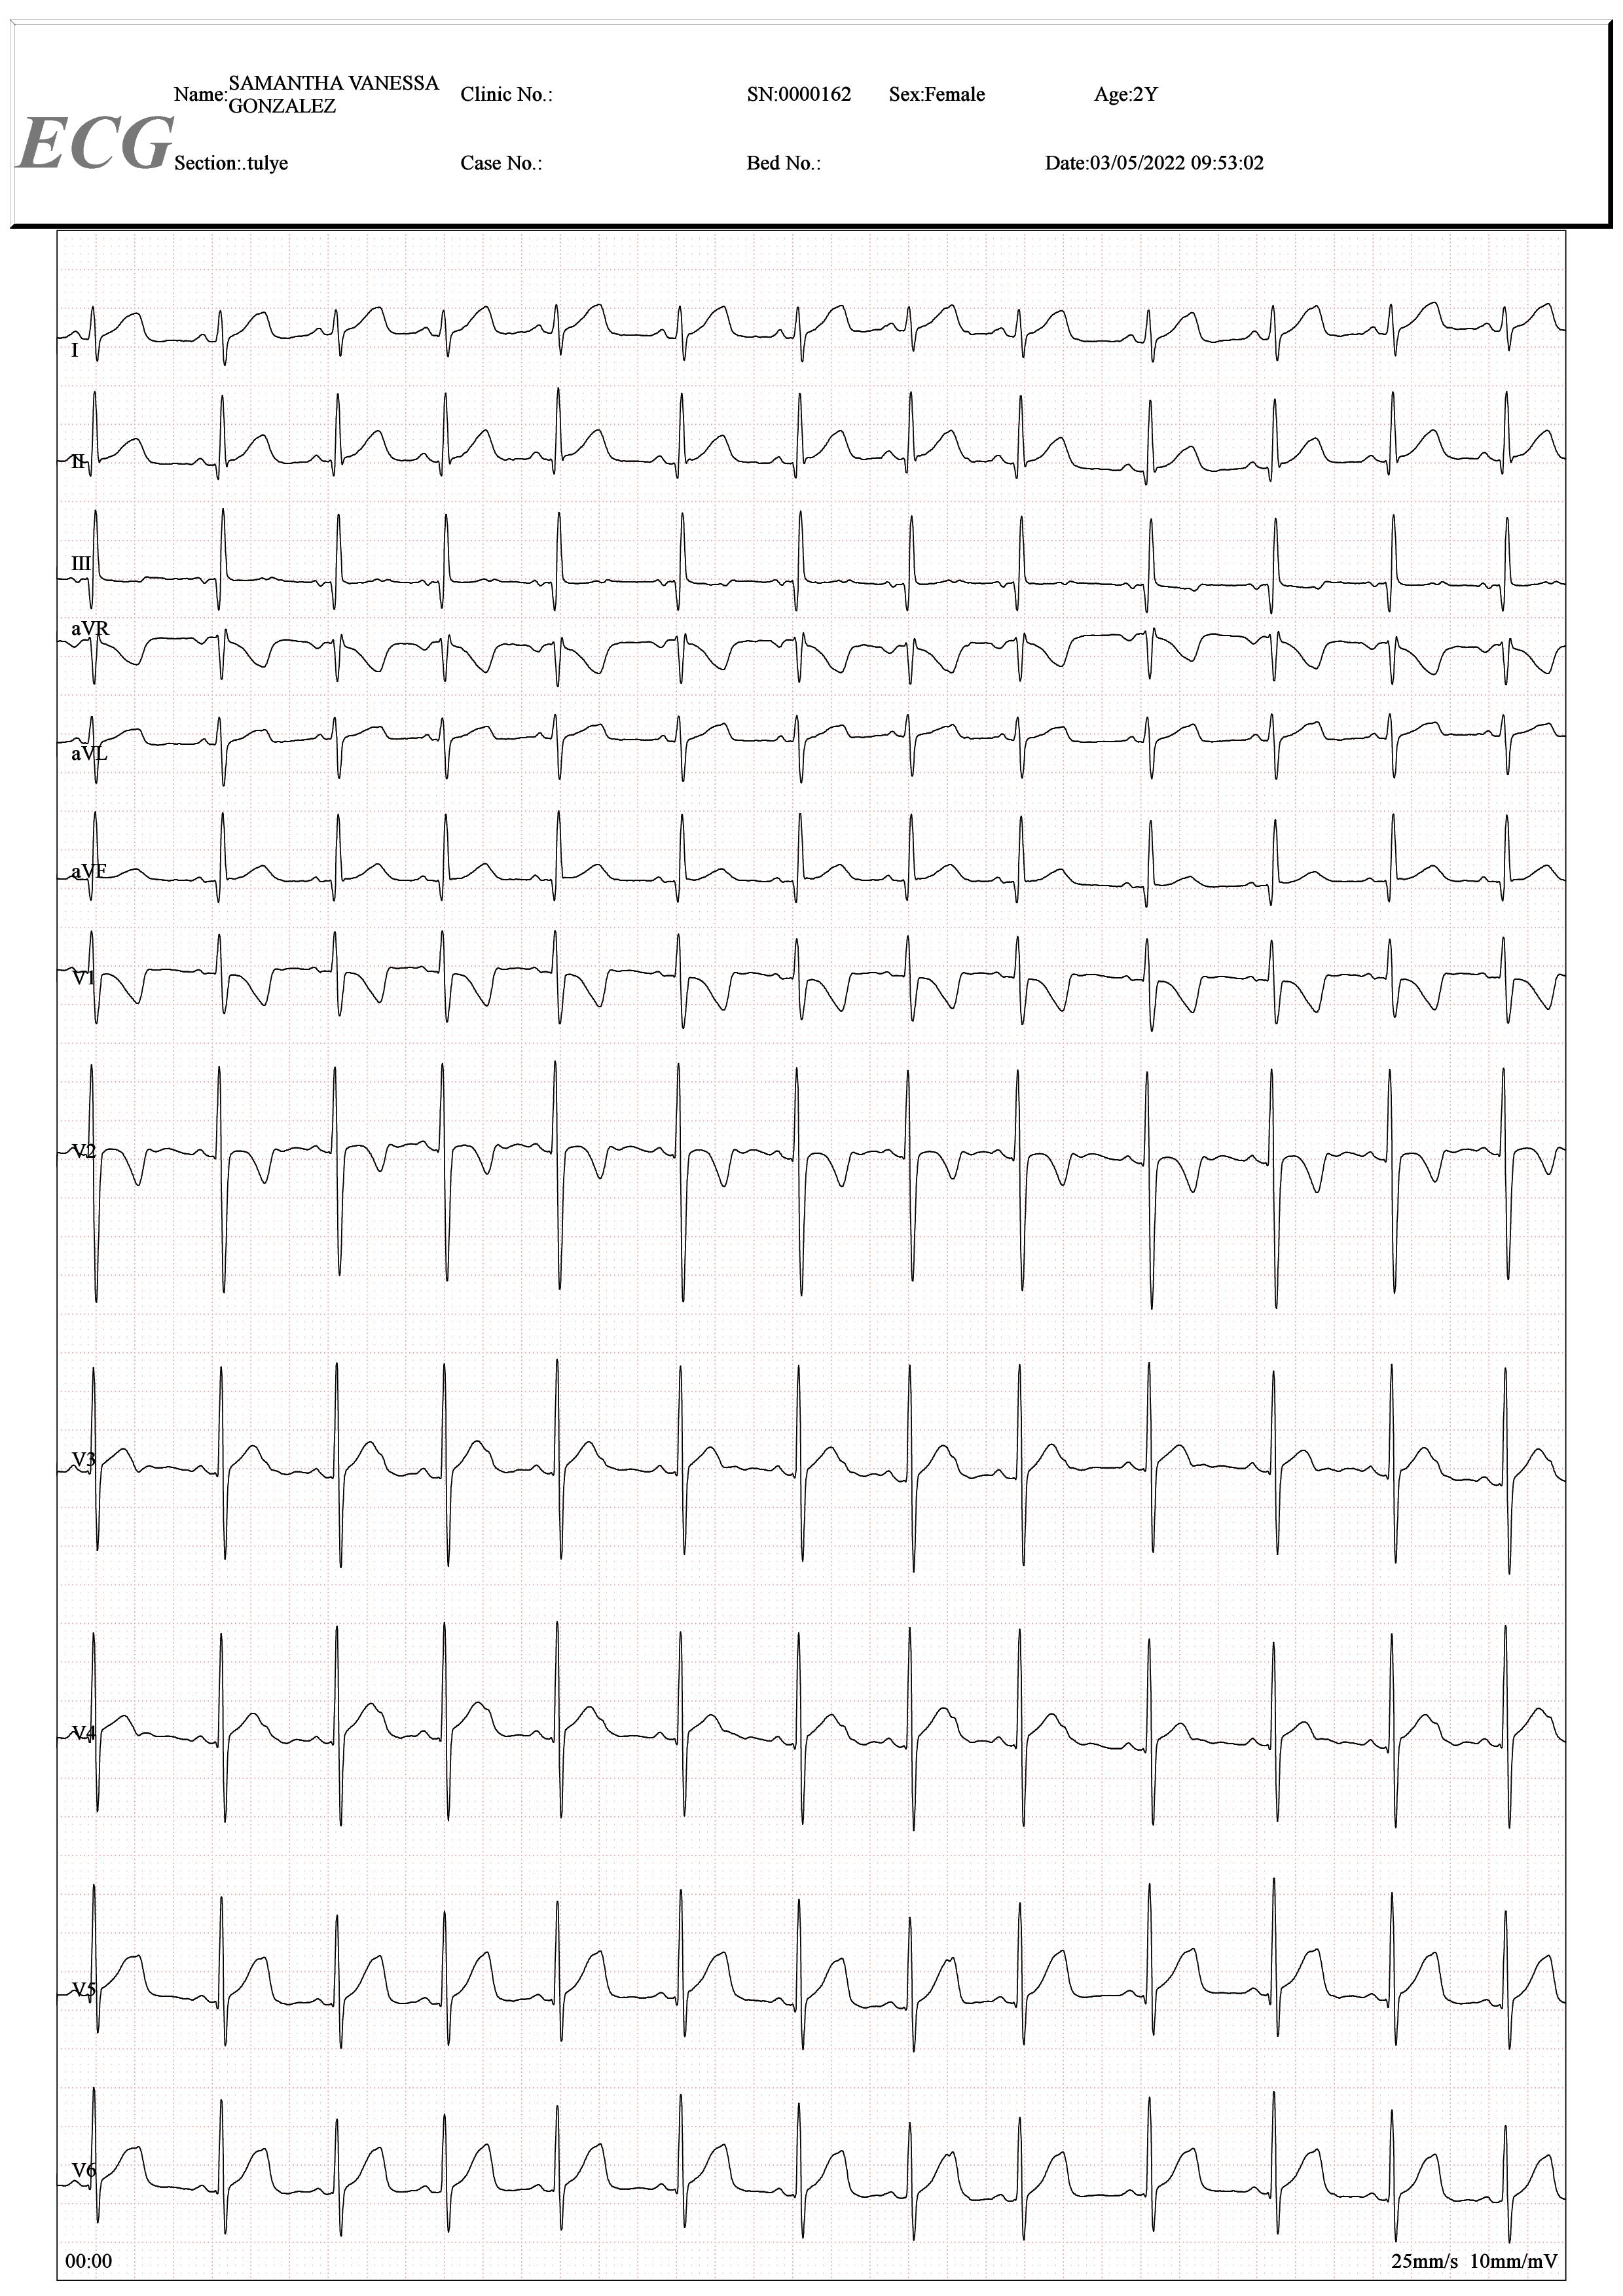 ECG
Name:SAMANTHA VANESSA GONZALEZ Clinic No.: SN:0000162 Sex:Female Age:2Y
Section:.tulye Case No.: Bed No.: Date:03/05/2022 09:53:02
I
II
III
aVR
aVL
aVF
V1
V2
V3
V4
V5
V6
00:00 25mm/s 10mm/mV